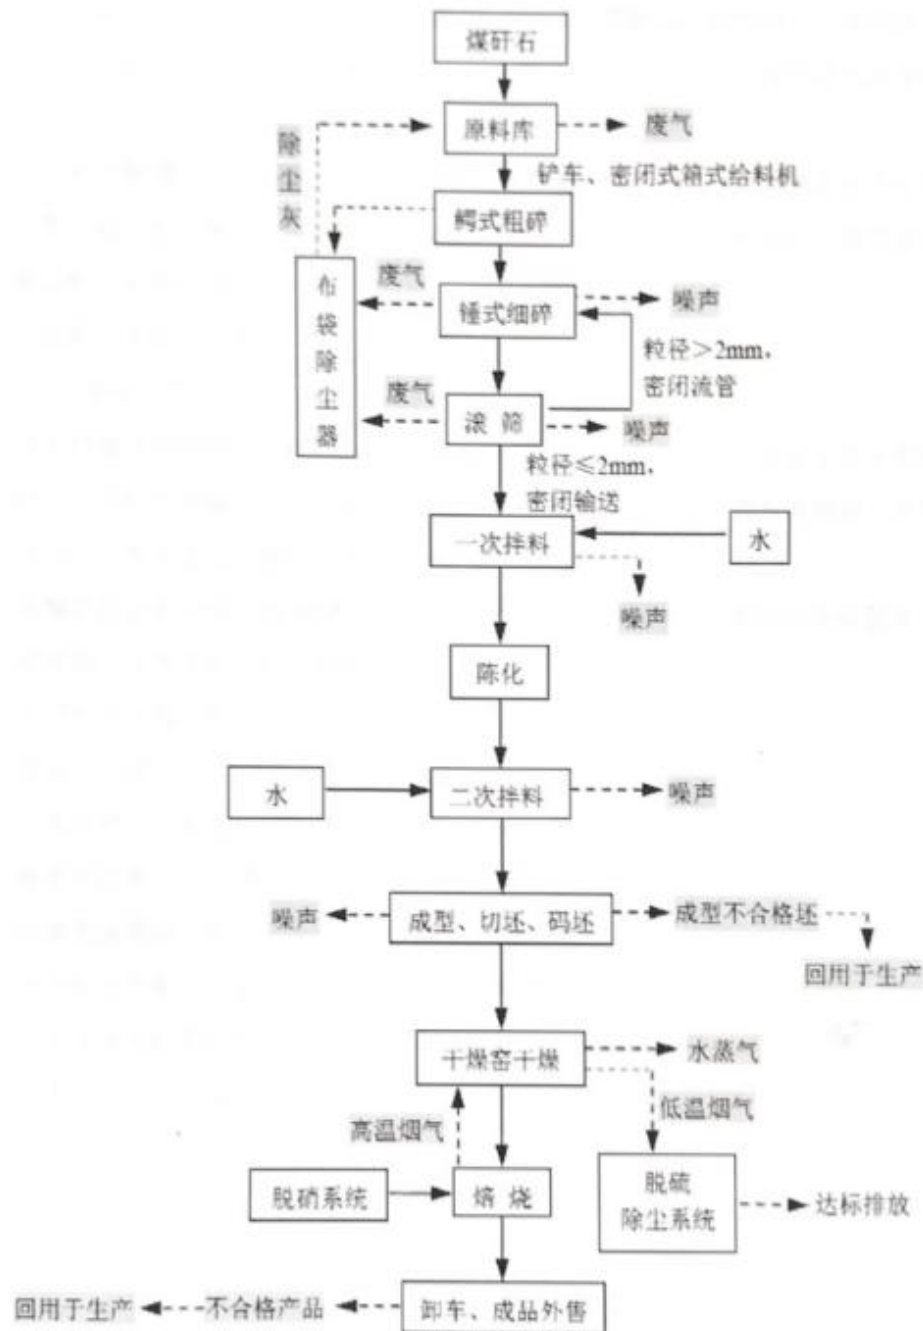 煤矸石
原料库
废气
除
尘
灰
铲车、密闭式箱式给料机
鳄式粗碎
布
袋
除
尘
器
废气
锤式细碎
噪声
粒径＞2mm，
密闭流管
废气
滚 筛
噪声
粒径≤2mm，
密闭输送
一次拌料
水
噪声
陈化
水
二次拌料
噪声
噪声
成型、切坯、码坯
成型不合格坯
回用于生产
干燥窑干燥
水蒸气
高温烟气
低温烟气
脱硝系统
焙 烧
脱硫
除尘系统
达标排放
回用于生产
不合格产品
卸车、成品外售